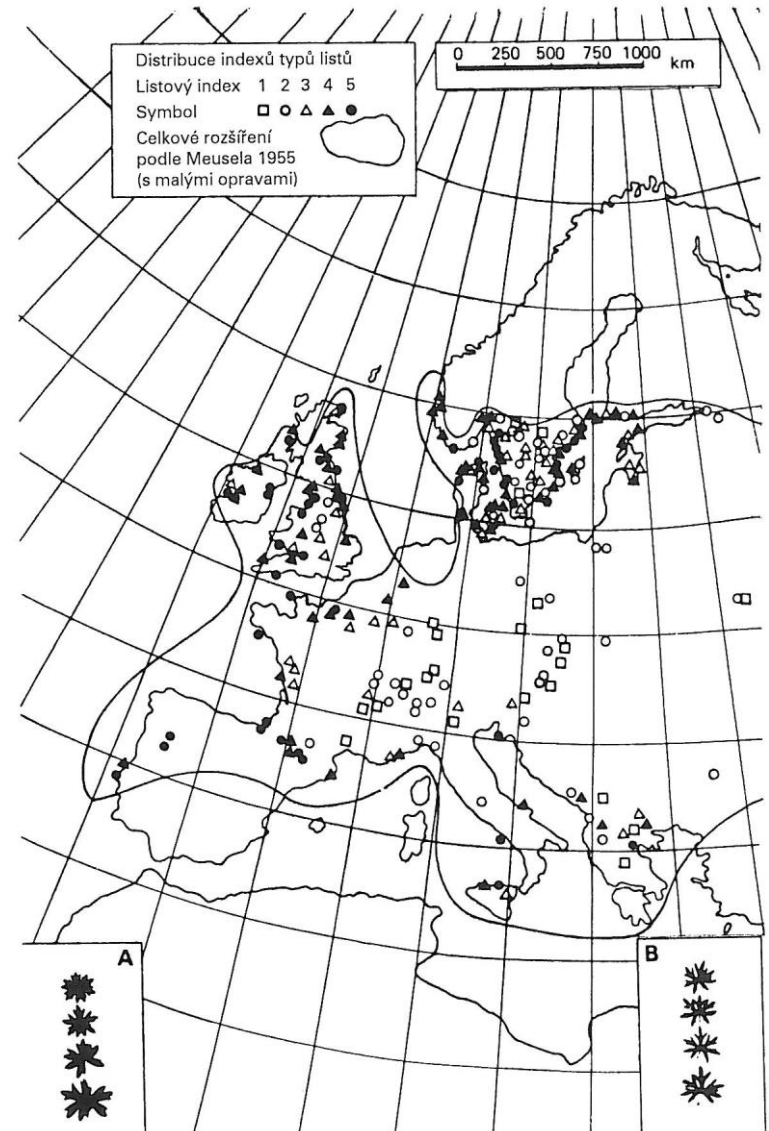 Distribuce indexů typů listů
Listový index 1 2 3 4 5
Symbol
Celkové rozšíření
podle Meusela 1955
(s malými opravami)
0 250 500 750 1000
km
A
B